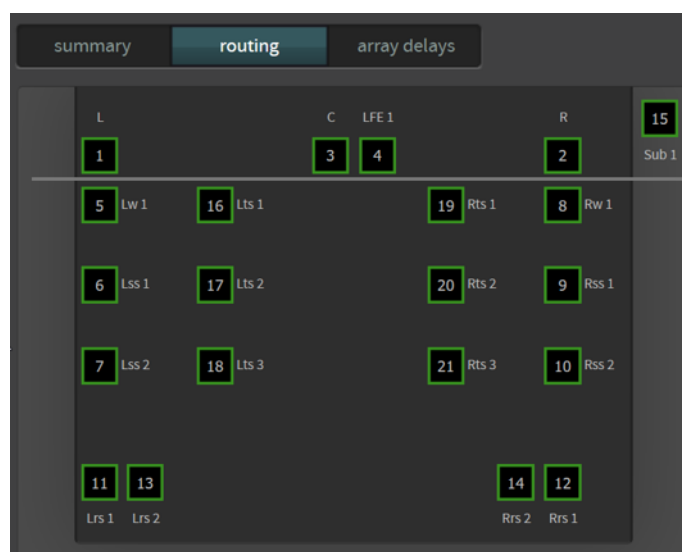 summary routing array delays
L C LFE 1 R
1 3 4 2 15
Sub 1
5 Lw 1 16 Lts 1 19 Rts 1 8 Rw 1
6 Lss 1 17 Lts 2 20 Rts 2 9 Rss 1
7 Lss 2 18 Lts 3 21 Rts 3 10 Rss 2
11 13 14 12
Lrs 1 Lrs 2 Rrs 2 Rrs 1